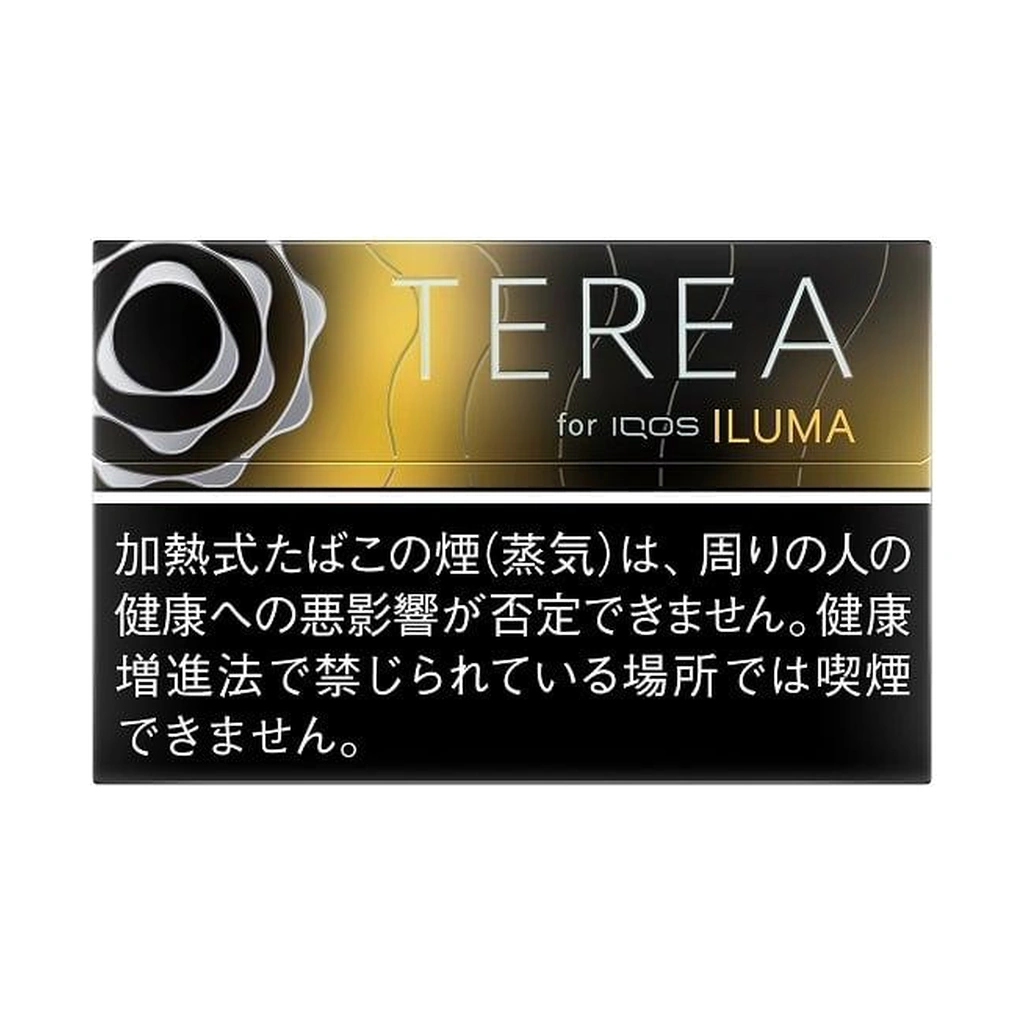 TEREA
for IQOS ILUMA
加熱式たばこの煙(蒸気)は、周りの人の
健康への悪影響が否定できません。健康
増進法で禁じられている場所では喫煙
できません。